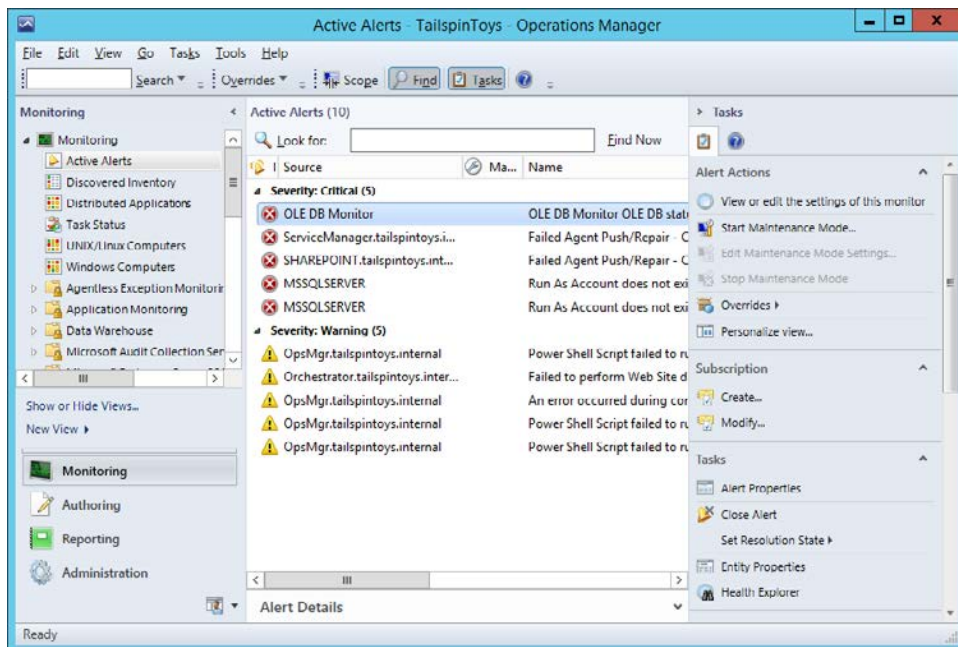 Active Alerts - TailspinToys - Operations Manager
File Edit View Go Tasks Tools Help
Search Overrides Scope Find Tasks
Monitoring
Monitoring
Active Alerts
Discovered Inventory
Distributed Applications
Task Status
UNIX/Linux Computers
Windows Computers
Agentless Exception Monitorir
Application Monitoring
Data Warehouse
Microsoft Audit Collection Ser
Show or Hide Views...
New View
Monitoring
Authoring
Reporting
Administration
Active Alerts (10)
Look for: Find Now
I Source Ma... Name
Severity: Critical (5)
OLE DB Monitor OLE DB Monitor OLE DB stat
ServiceManager.tailspintoys.i... Failed Agent Push/Repair - C
SHAREPOINT.tailspintoys.int... Failed Agent Push/Repair - C
MSSQLSERVER Run As Account does not exi
MSSQLSERVER Run As Account does not exi
Severity: Warning (5)
OpsMgr.tailspintoys.internal Power Shell Script failed to ru
Orchestrator.tailspintoys.inter... Failed to perform Web Site d
OpsMgr.tailspintoys.internal An error occurred during cor
OpsMgr.tailspintoys.internal Power Shell Script failed to ru
OpsMgr.tailspintoys.internal Power Shell Script failed to ru
Alert Details
Tasks
Alert Actions
View or edit the settings of this monitor
Start Maintenance Mode...
Edit Maintenance Mode Settings...
Stop Maintenance Mode
Overrides
Personalize view...
Subscription
Create...
Modify...
Tasks
Alert Properties
Close Alert
Set Resolution State
Entity Properties
Health Explorer
Ready